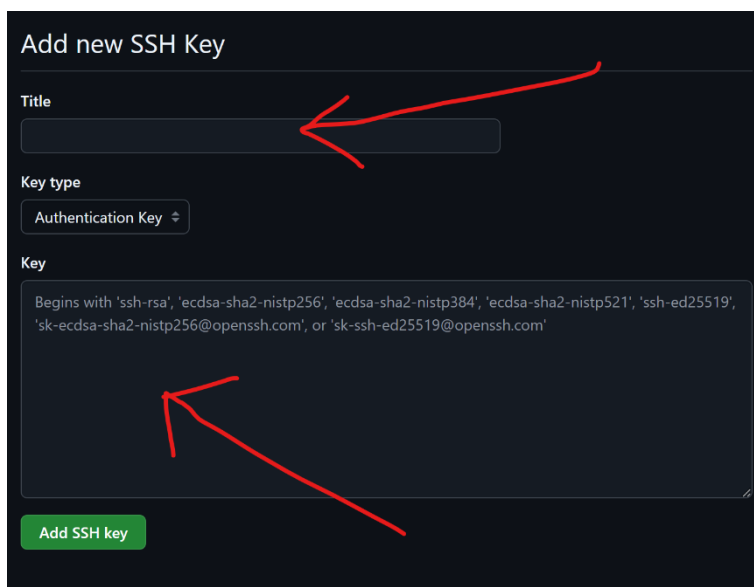 Add new SSH Key
Title
Key type
Authentication Key
Key
Begins with 'ssh-rsa', 'ecdsa-sha2-nistp256', 'ecdsa-sha2-nistp384', 'ecdsa-sha2-nistp521', 'ssh-ed25519',
'sk-ecdsa-sha2-nistp256@openssh.com', or 'sk-ssh-ed25519@openssh.com'
Add SSH key